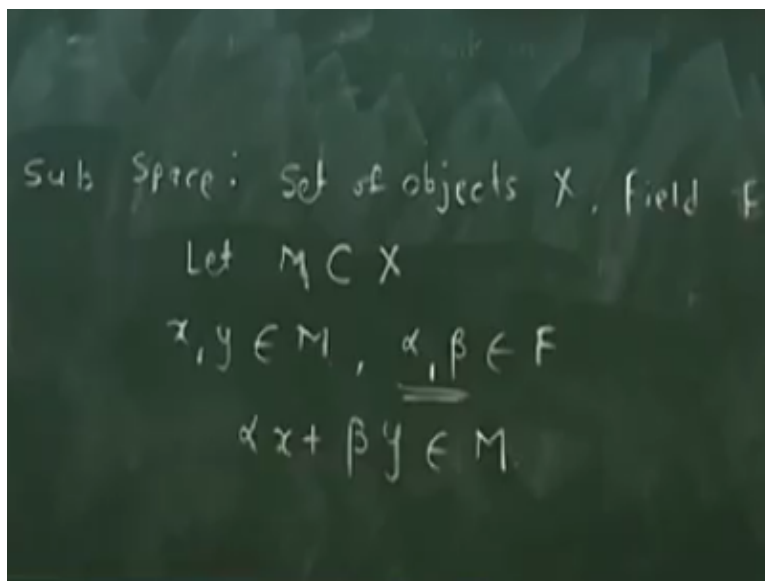 Sub Space: Set of objects X, Field F
Let M ⊂ X
x, y ∈ M, α, β ∈ F
αx + βy ∈ M.